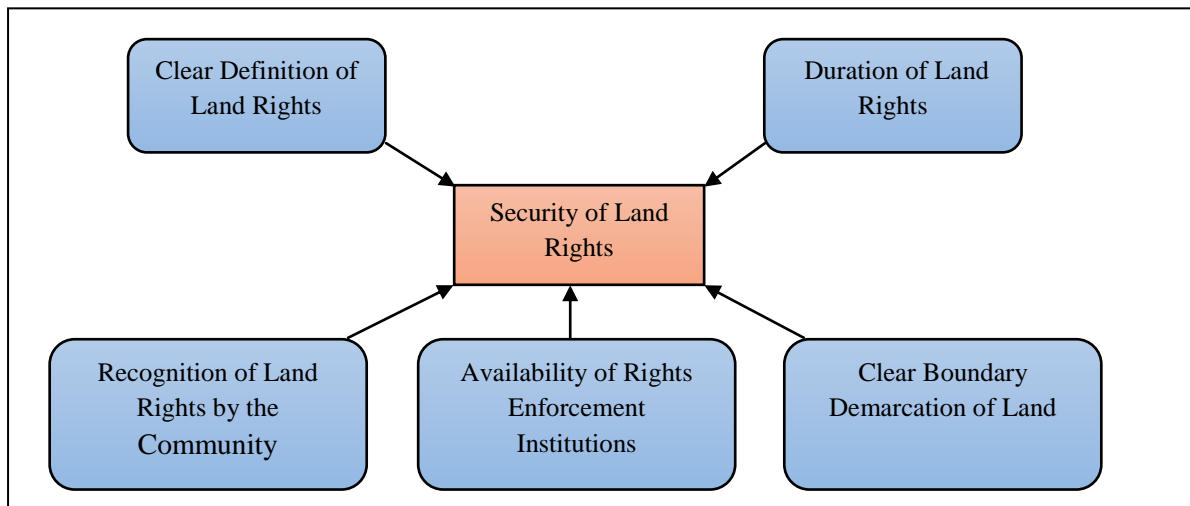 Clear Definition of
Land Rights
Duration of Land
Rights
Security of Land
Rights
Recognition of Land
Rights by the
Community
Availability of Rights
Enforcement
Institutions
Clear Boundary
Demarcation of Land